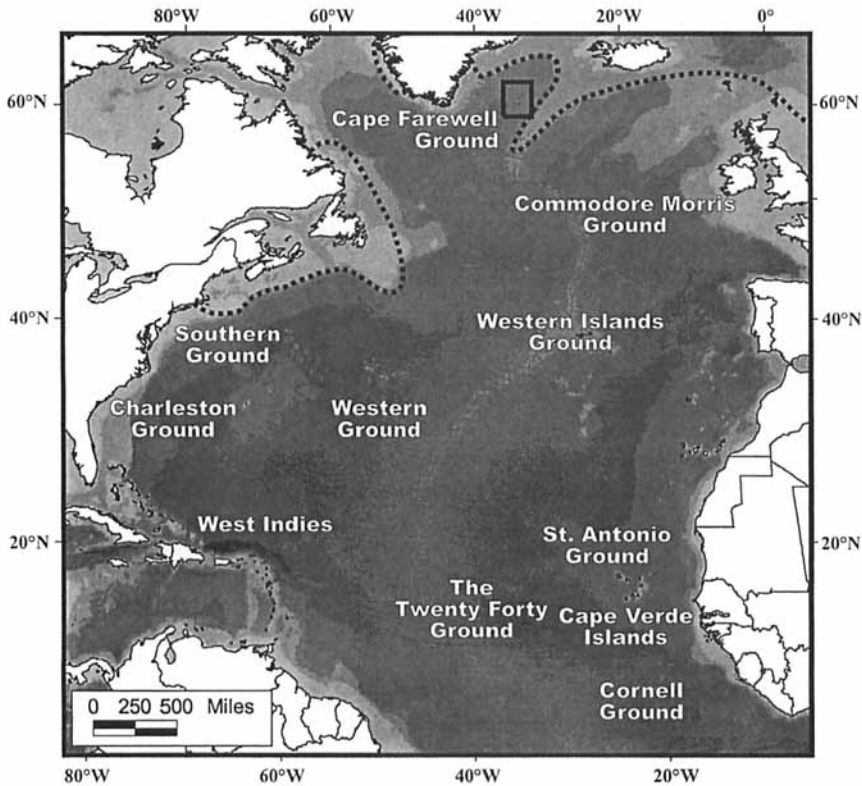 80°W 60°W 40°W 20°W 0°
60°N 60°N
Cape Farewell
Ground
Commodore Morris
Ground
40°N 40°N
Western Islands
Ground
Southern
Ground
Charleston
Ground
Western
Ground
West Indies
20°N 20°N
St. Antonio
Ground
The
Twenty Forty
Ground
Cape Verde
Islands
Cornell
Ground
0 250 500 Miles
80°W 60°W 40°W 20°W